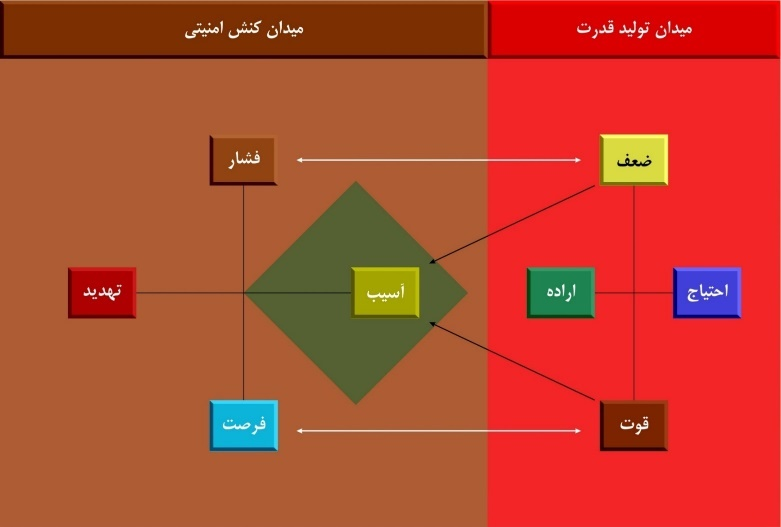 میدان تولید قدرت
میدان کنش امنیتی
ضعف
فشار
احتیاج
اراده
آسیب
تهدید
قوت
فرصت